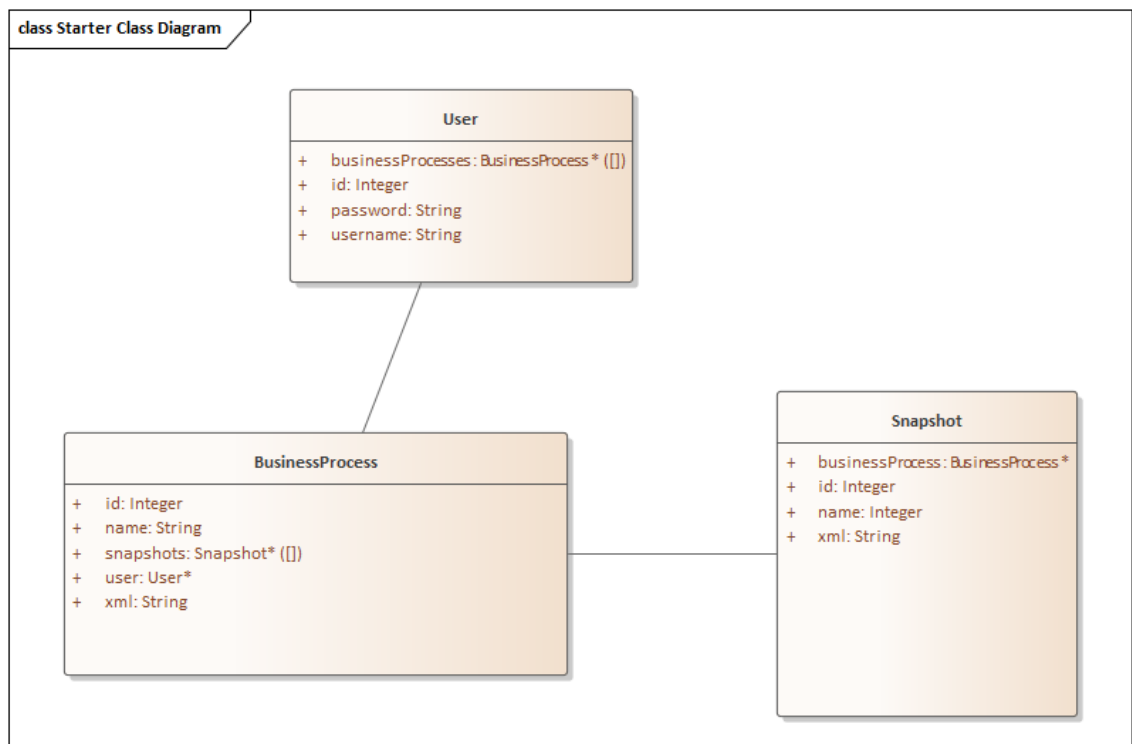 class Starter Class Diagram
User
+ businessProcesses: BusinessProcess* ([])
+ id: Integer
+ password: String
+ username: String
BusinessProcess
+ id: Integer
+ name: String
+ snapshots: Snapshot* ([])
+ user: User*
+ xml: String
Snapshot
+ businessProcess: BusinessProcess*
+ id: Integer
+ name: Integer
+ xml: String